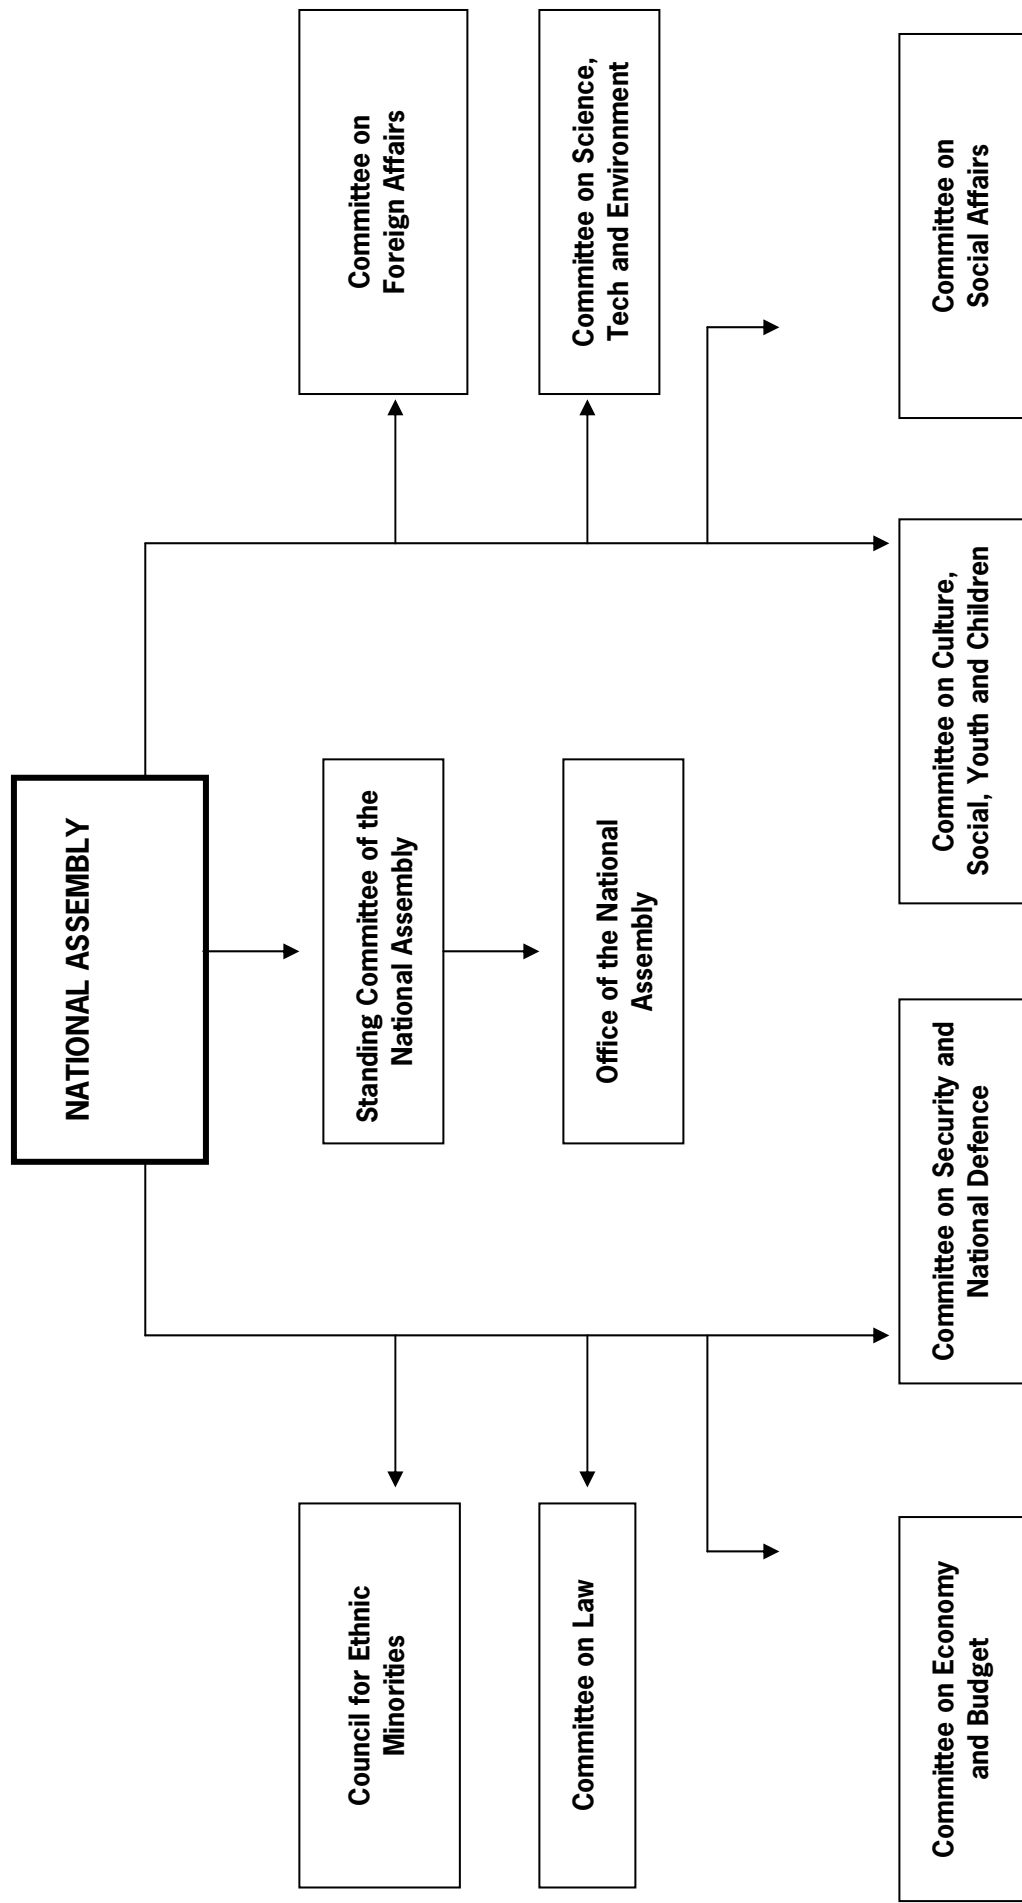 NATIONAL ASSEMBLY
Standing Committee of the
National Assembly
Office of the National
Assembly
Council for Ethnic
Minorities
Committee on
Foreign Affairs
Committee on Law
Committee on Science,
Tech and Environment
Committee on Economy
and Budget
Committee on Security and
National Defence
Committee on Culture,
Social, Youth and Children
Committee on
Social Affairs